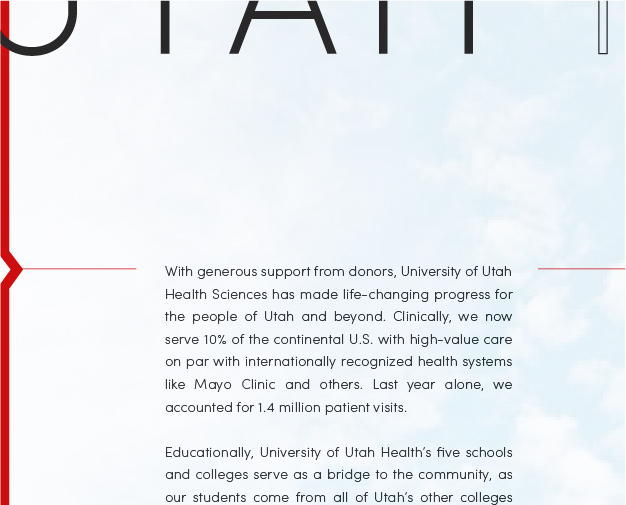 UTAH
With generous support from donors, University of Utah
Health Sciences has made life-changing progress for
the people of Utah and beyond. Clinically, we now
serve 10% of the continental U.S. with high-value care
on par with internationally recognized health systems
like Mayo Clinic and others. Last year alone, we
accounted for 1.4 million patient visits.
Educationally, University of Utah Health’s five schools
and colleges serve as a bridge to the community, as
our students come from all of Utah’s other colleges